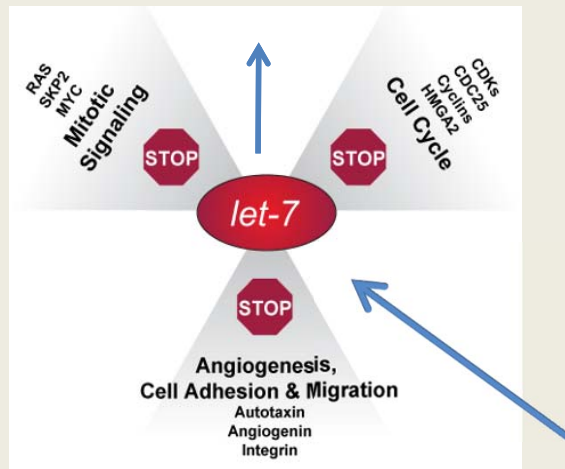 RAS
SKP2
MYC
Mitotic
Signaling
STOP
CDKs
CDC25
Cyclins
HMGA2
Cell Cycle
STOP
let-7
STOP
Angiogenesis,
Cell Adhesion & Migration
Autotaxin
Angiogenin
Integrin